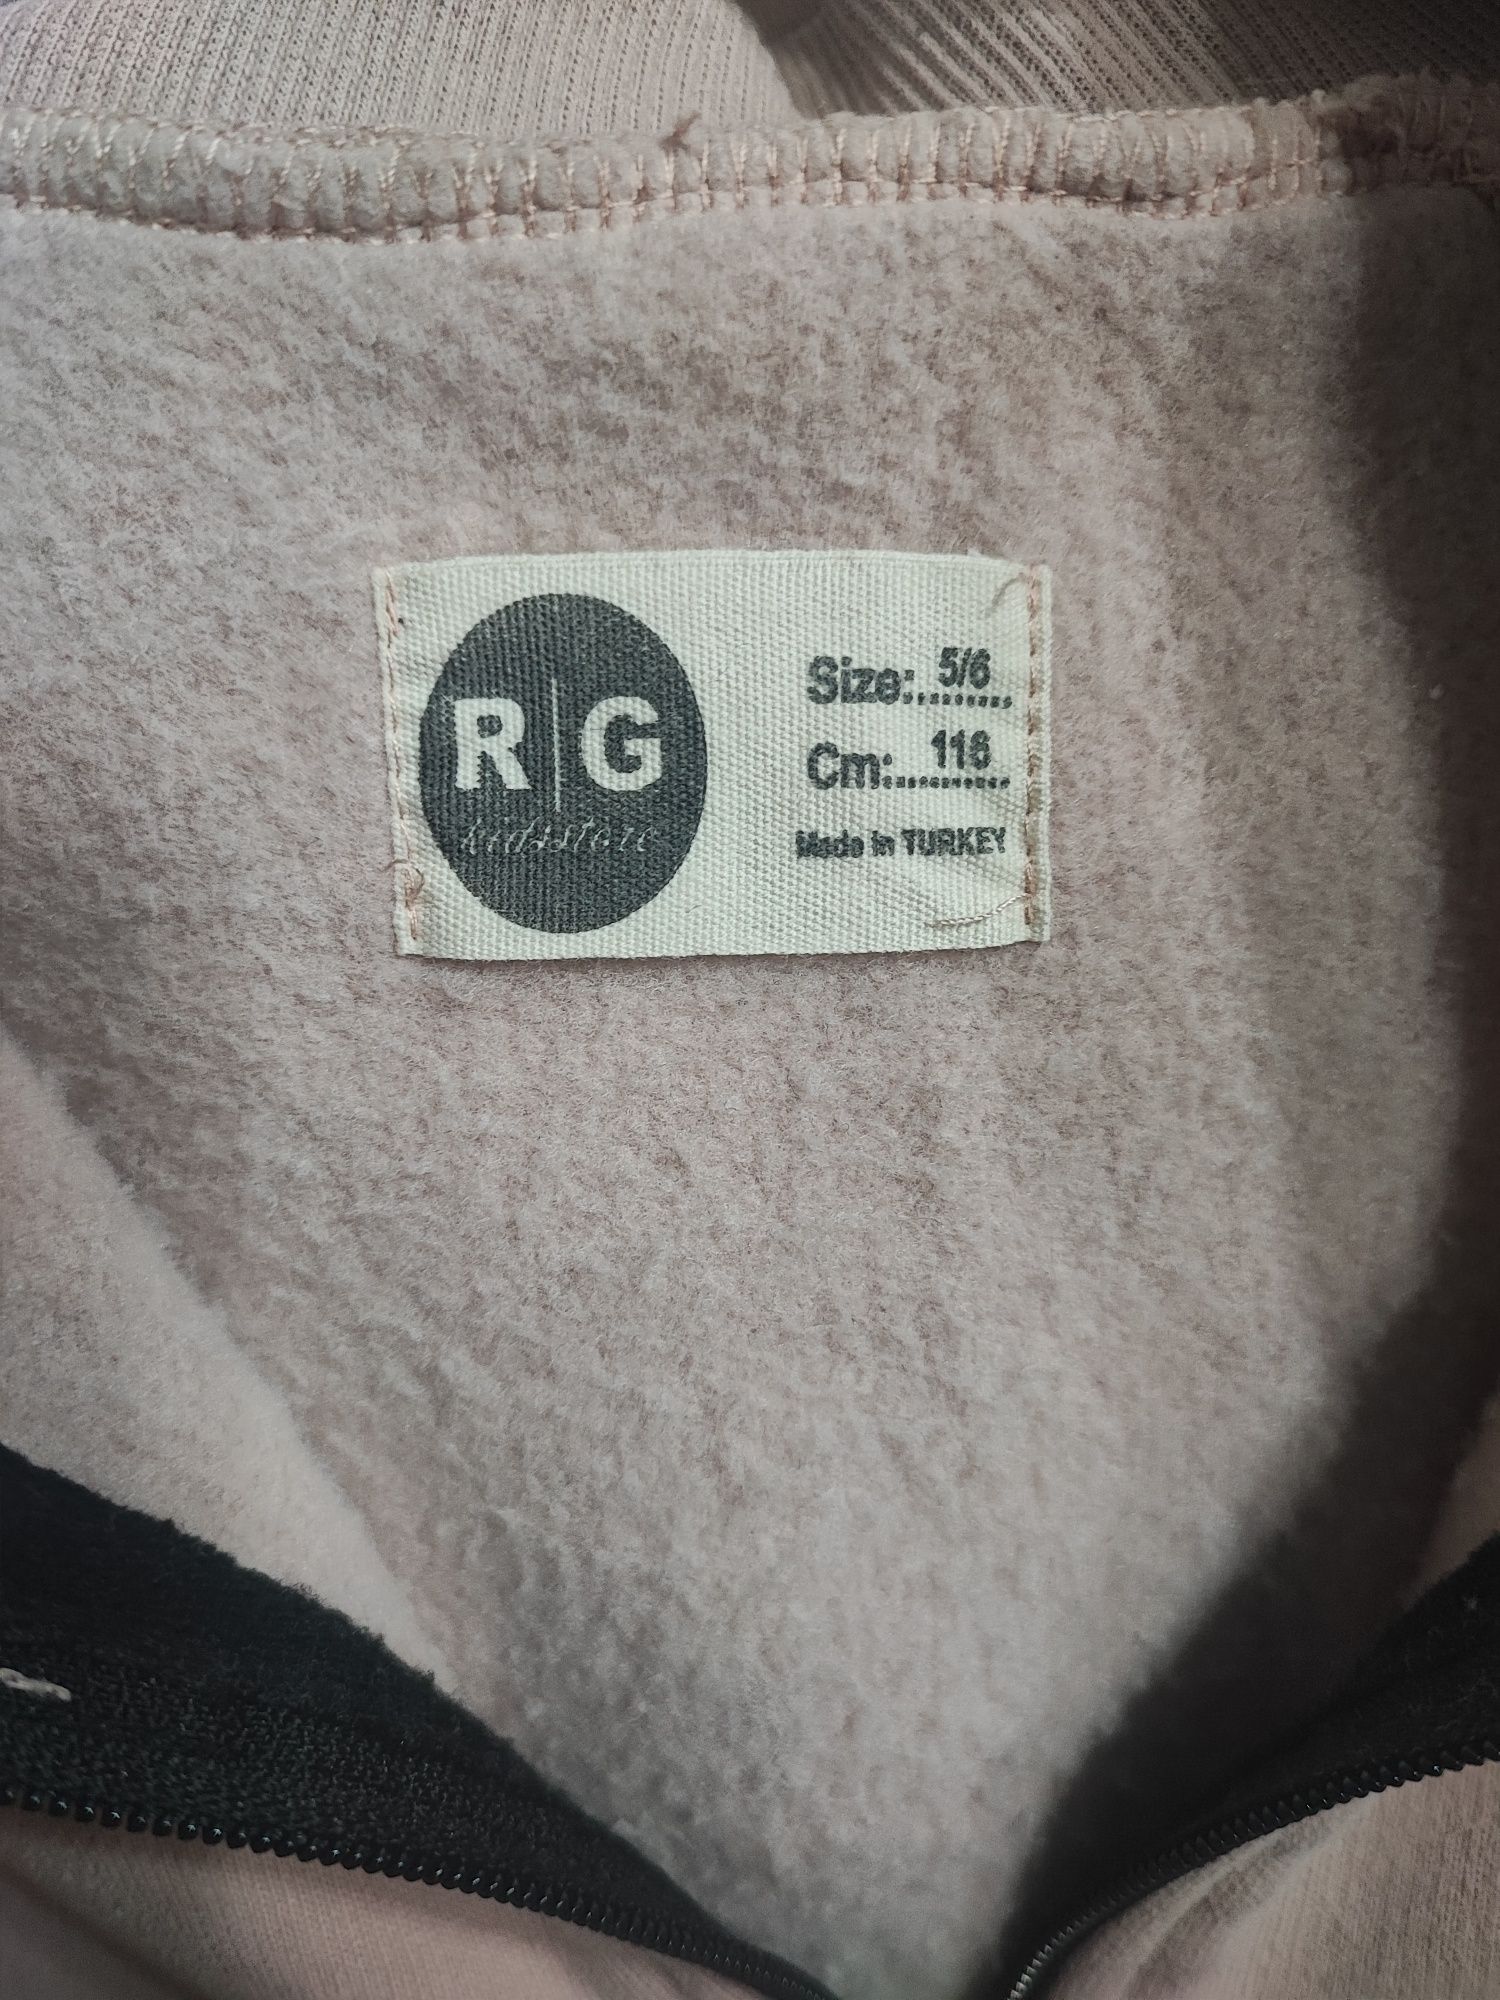 R|G
kidsstore
Size:..........
5/6
Cm:............
116
Made in TURKEY